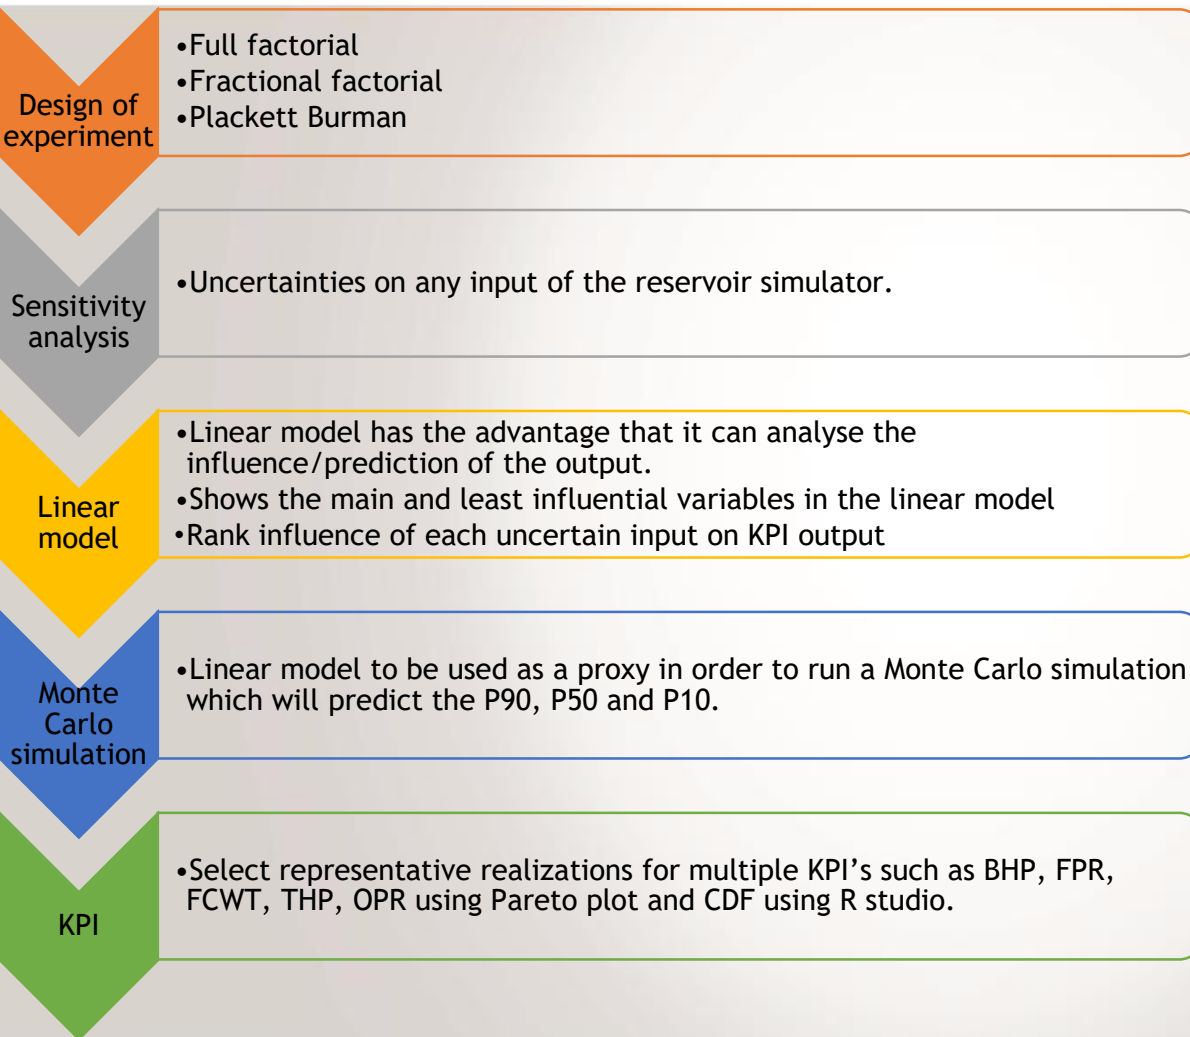 Design of
experiment
•Full factorial
•Fractional factorial
•Plackett Burman
Sensitivity
analysis
•Uncertainties on any input of the reservoir simulator.
Linear
model
•Linear model has the advantage that it can analyse the
influence/prediction of the output.
•Shows the main and least influential variables in the linear model
•Rank influence of each uncertain input on KPI output
Monte
Carlo
simulation
•Linear model to be used as a proxy in order to run a Monte Carlo simulation
which will predict the P90, P50 and P10.
KPI
•Select representative realizations for multiple KPI’s such as BHP, FPR,
FCWT, THP, OPR using Pareto plot and CDF using R studio.